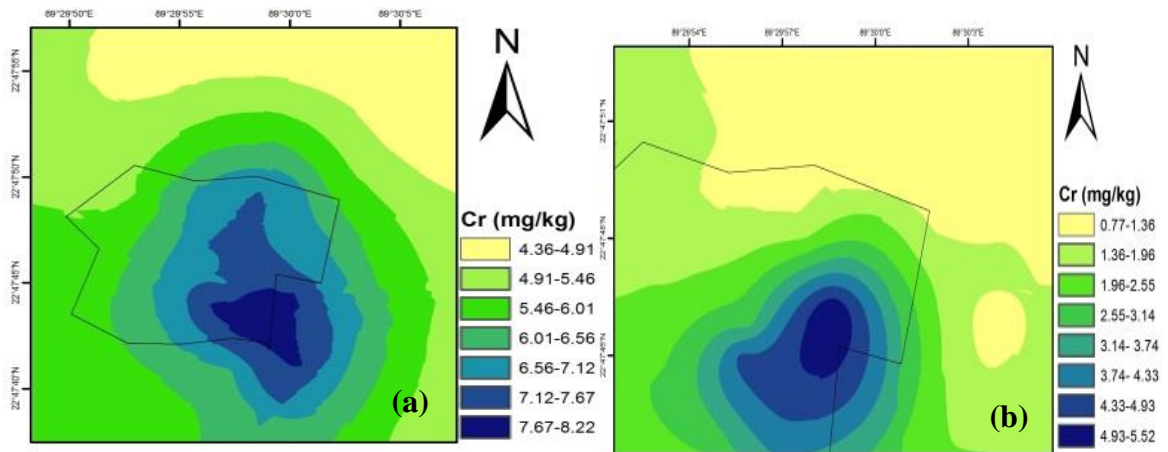 89°29'50"E 89°29'55"E 89°30'0"E 89°30'5"E
22°47'55"N
22°47'50"N
22°47'45"N
22°47'40"N
N
Cr (mg/kg)
4.36-4.91
4.91-5.46
5.46-6.01
6.01-6.56
6.56-7.12
7.12-7.67
7.67-8.22
(a)
89°29'54"E 89°29'57"E 89°30'0"E 89°30'3"E
22°47'51"N
22°47'48"N
22°47'45"N
N
Cr (mg/kg)
0.77-1.36
1.36-1.96
1.96-2.55
2.55-3.14
3.14- 3.74
3.74- 4.33
4.33-4.93
4.93-5.52
(b)